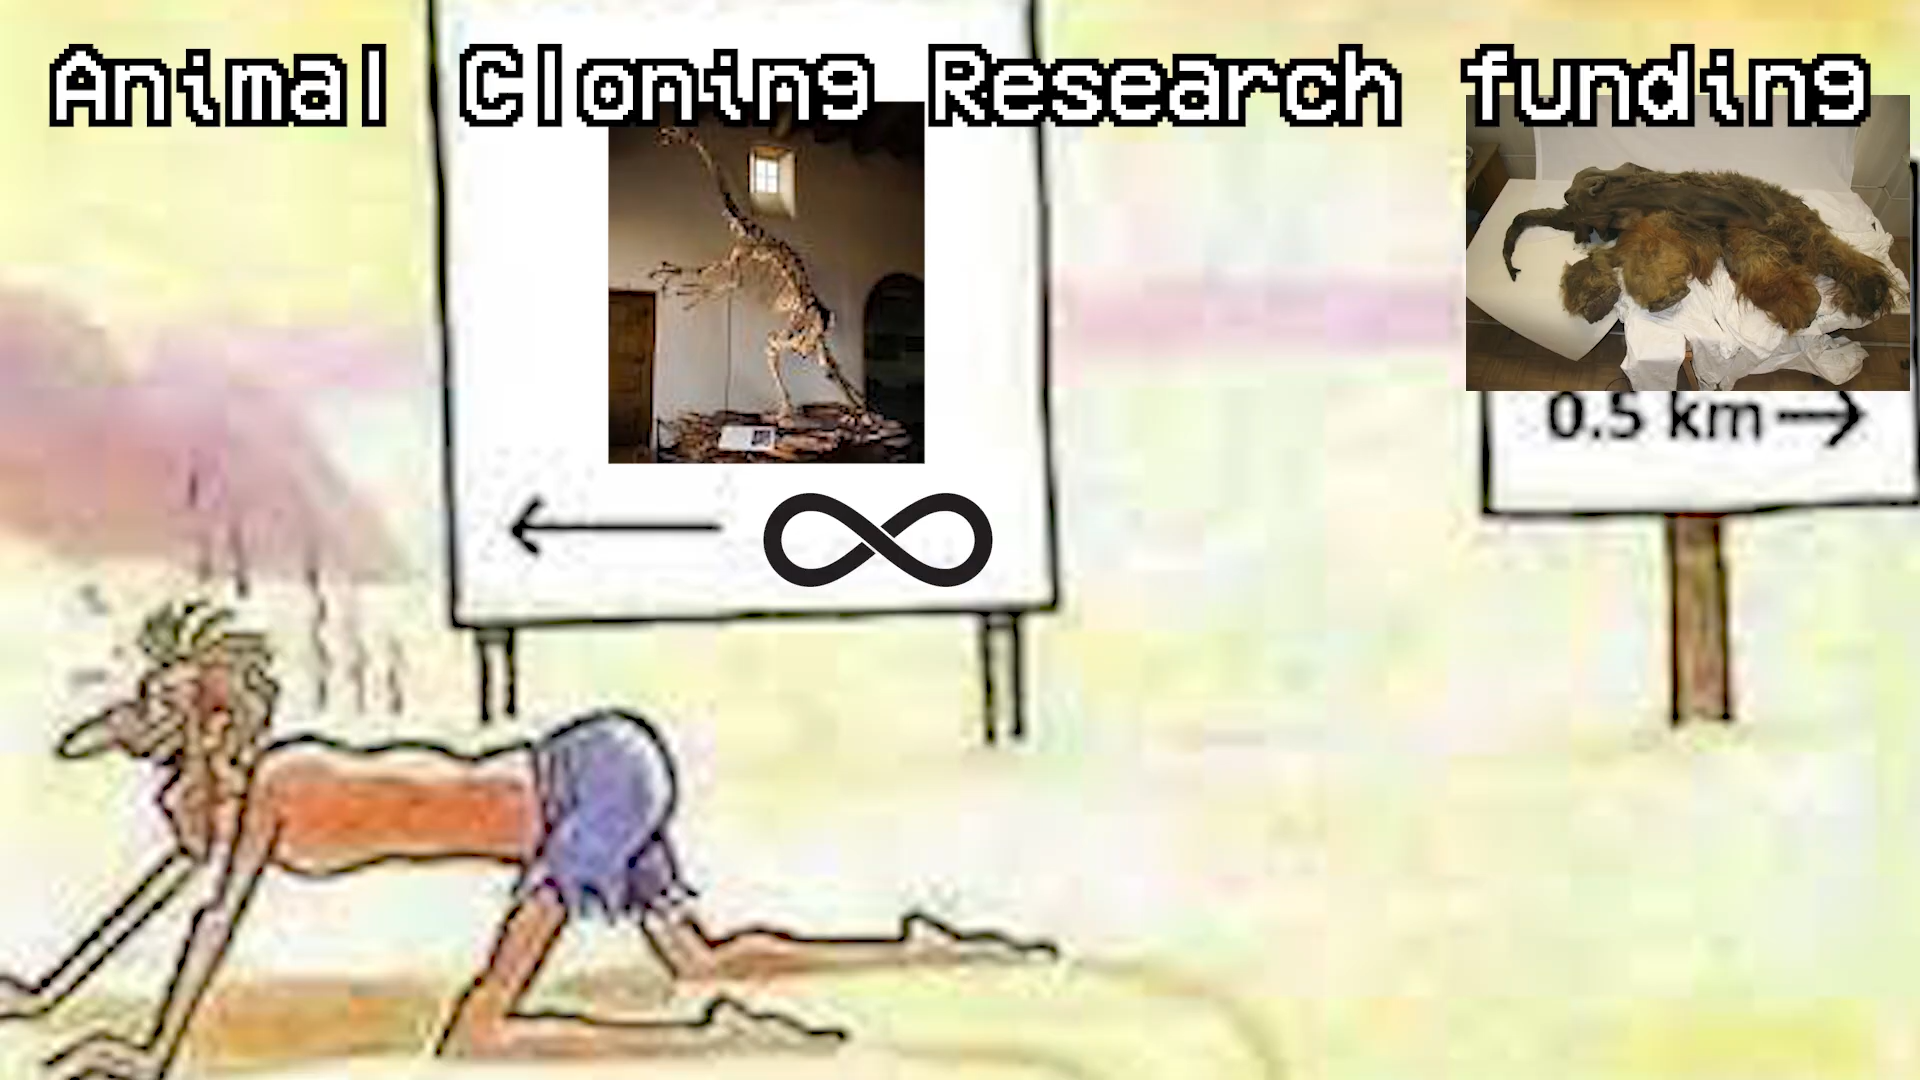 Animal Cloning Research funding
← ∞
0.5 km →